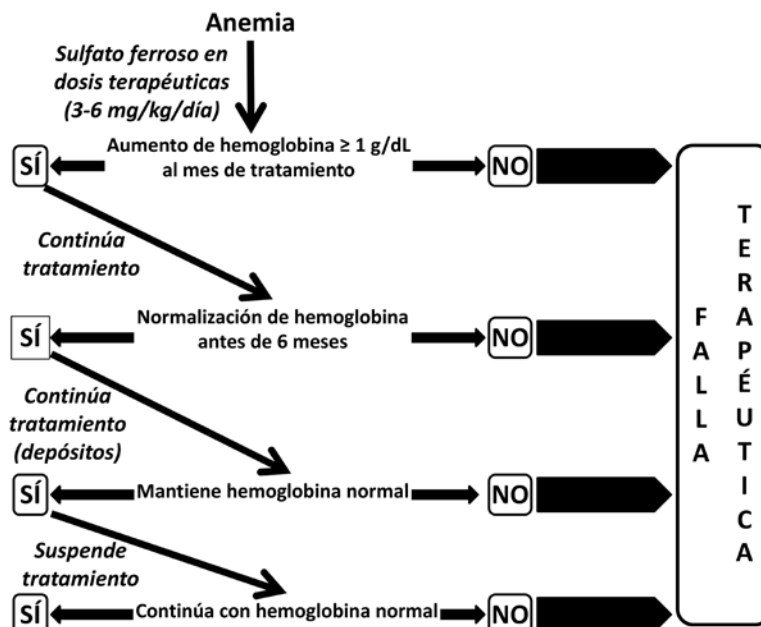 Anemia
Sulfato ferroso en
dosis terapéuticas
(3-6 mg/kg/día)
Aumento de hemoglobina ≥ 1 g/dL
al mes de tratamiento
SÍ
NO
Continúa
tratamiento
Normalización de hemoglobina
antes de 6 meses
SÍ
NO
Continúa
tratamiento
(depósitos)
Mantiene hemoglobina normal
SÍ
NO
Suspende
tratamiento
Continúa con hemoglobina normal
SÍ
NO
FALLA
TERAPÉUTICA